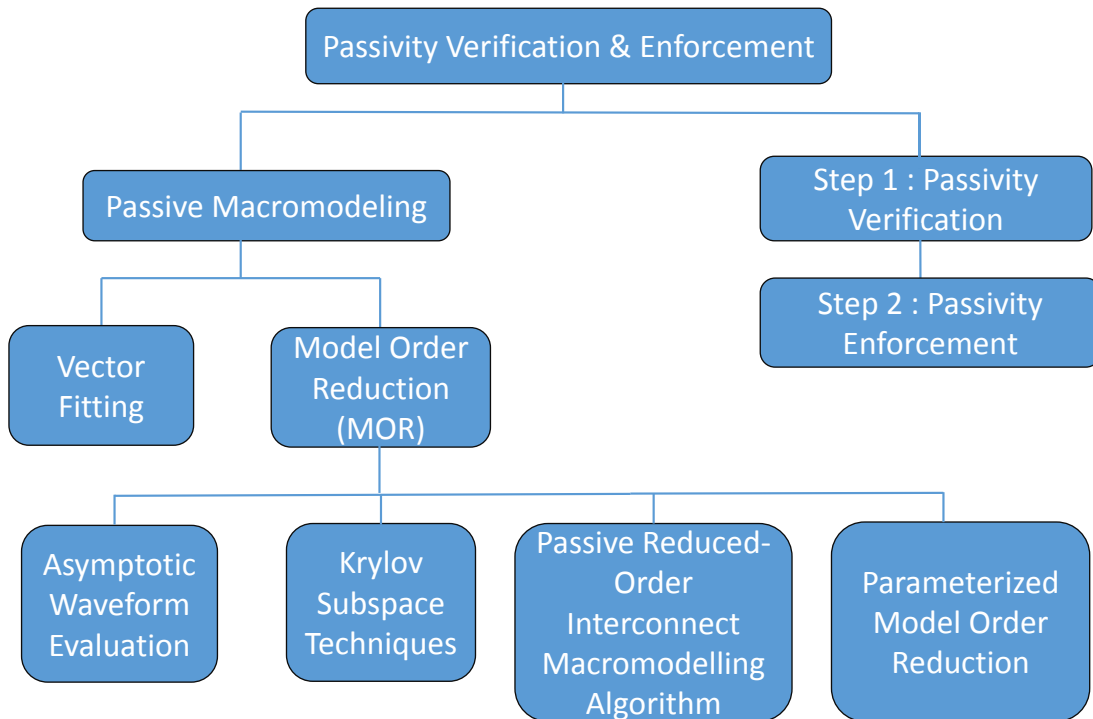 Passivity Verification & Enforcement
Passive Macromodeling
Step 1 : Passivity
Verification
Step 2 : Passivity
Enforcement
Vector
Fitting
Model Order
Reduction
(MOR)
Asymptotic
Waveform
Evaluation
Krylov
Subspace
Techniques
Passive Reduced-
Order
Interconnect
Macromodelling
Algorithm
Parameterized
Model Order
Reduction